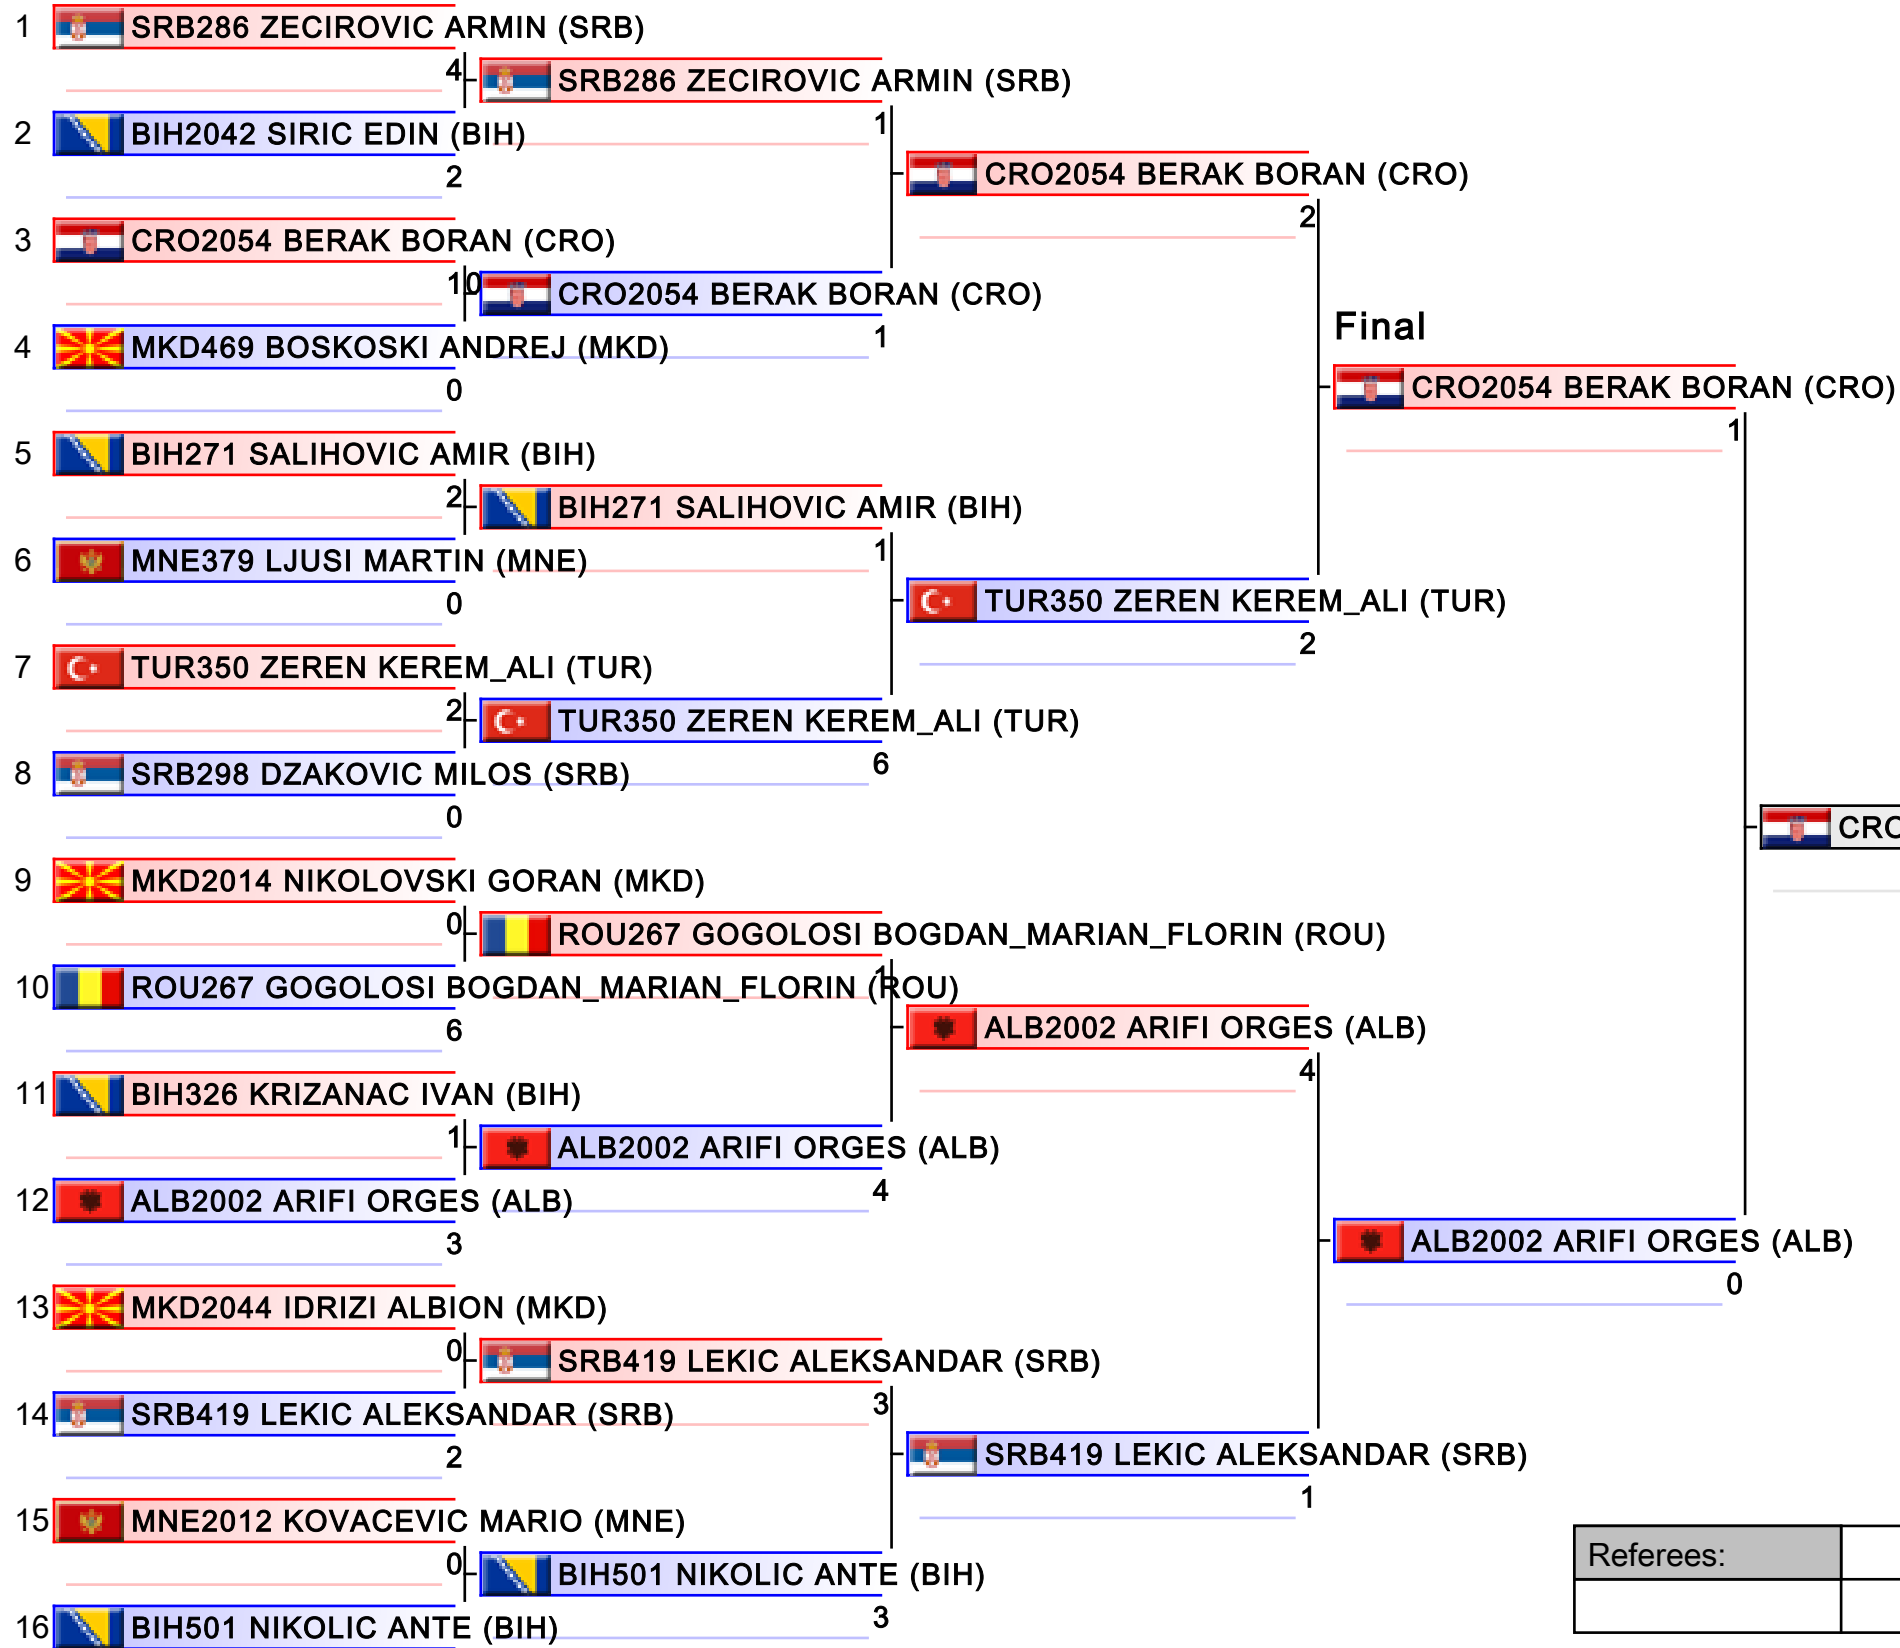 1 SRB286 ZECIROVIC ARMIN (SRB)
4 SRB286 ZECIROVIC ARMIN (SRB)
2 BIH2042 SIRIC EDIN (BIH)
1
2
CRO2054 BERAK BORAN (CRO)
2
3 CRO2054 BERAK BORAN (CRO)
10 CRO2054 BERAK BORAN (CRO)
1
4 MKD469 BOSKOSKI ANDREJ (MKD)
0
Final
CRO2054 BERAK BORAN (CRO)
1
5 BIH271 SALIHOVIC AMIR (BIH)
2 BIH271 SALIHOVIC AMIR (BIH)
1
6 MNE379 LJUSI MARTIN (MNE)
0
TUR350 ZEREN KEREM_ALI (TUR)
2
7 TUR350 ZEREN KEREM_ALI (TUR)
2 TUR350 ZEREN KEREM_ALI (TUR)
6
8 SRB298 DZAKOVIC MILOS (SRB)
0
CRO
9 MKD2014 NIKOLOVSKI GORAN (MKD)
0 ROU267 GOGOLOSI BOGDAN_MARIAN_FLORIN (ROU)
1
10 ROU267 GOGOLOSI BOGDAN_MARIAN_FLORIN (ROU)
6
ALB2002 ARIFI ORGES (ALB)
4
11 BIH326 KRIZANAC IVAN (BIH)
1 ALB2002 ARIFI ORGES (ALB)
4
12 ALB2002 ARIFI ORGES (ALB)
3
ALB2002 ARIFI ORGES (ALB)
0
13 MKD2044 IDRIZI ALBION (MKD)
0 SRB419 LEKIC ALEKSANDAR (SRB)
3
14 SRB419 LEKIC ALEKSANDAR (SRB)
2
SRB419 LEKIC ALEKSANDAR (SRB)
1
15 MNE2012 KOVACEVIC MARIO (MNE)
0 BIH501 NIKOLIC ANTE (BIH)
3
16 BIH501 NIKOLIC ANTE (BIH)
Referees: